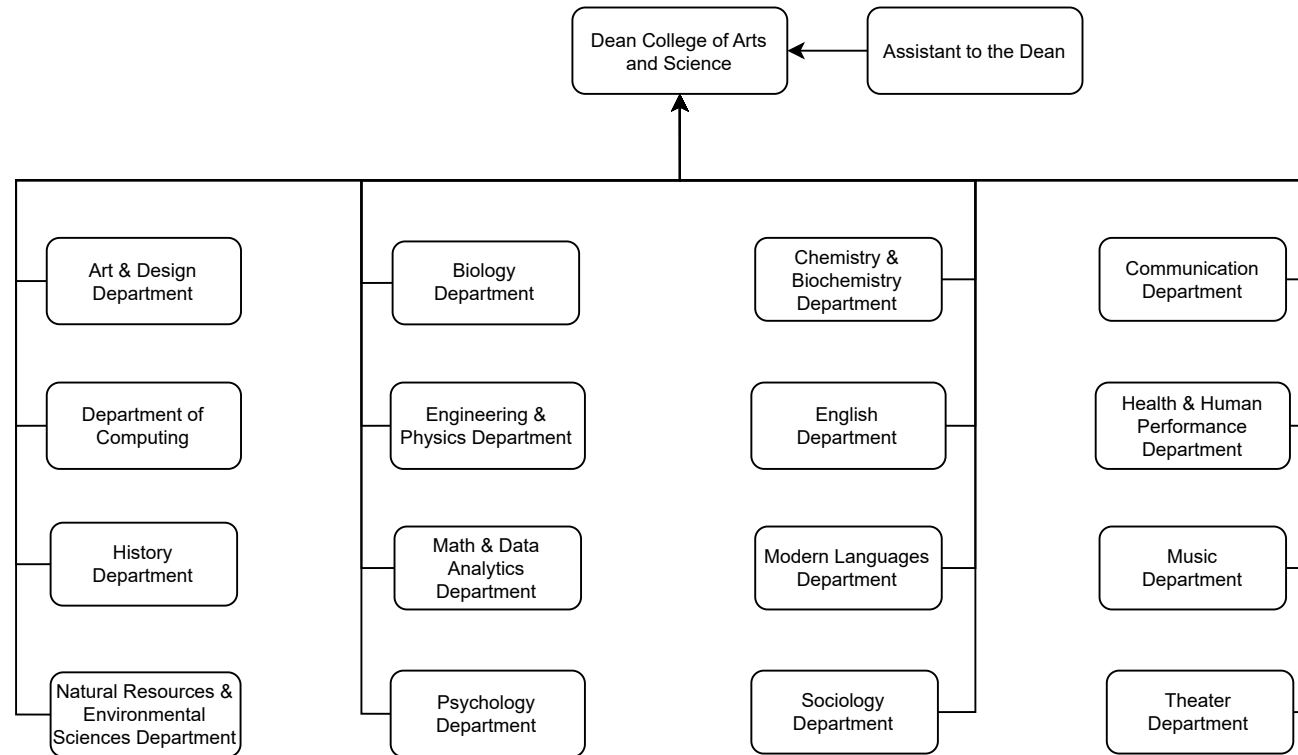 Dean College of Arts
and Science
Assistant to the Dean
Art & Design
Department
Biology
Department
Chemistry &
Biochemistry
Department
Communication
Department
Department of
Computing
Engineering &
Physics Department
English
Department
Health & Human
Performance
Department
History
Department
Math & Data
Analytics
Department
Modern Languages
Department
Music
Department
Natural Resources &
Environmental
Sciences Department
Psychology
Department
Sociology
Department
Theater
Department